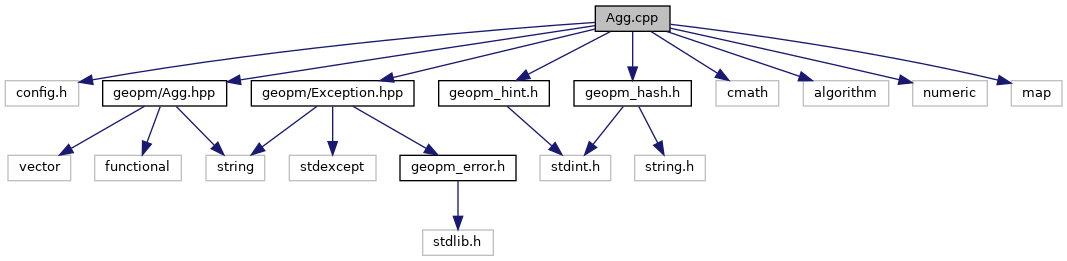 Agg.cpp
config.h
geopm/Agg.hpp
geopm/Exception.hpp
geopm_hint.h
geopm_hash.h
cmath
algorithm
numeric
map
vector
functional
string
stdexcept
geopm_error.h
stdint.h
string.h
stdlib.h